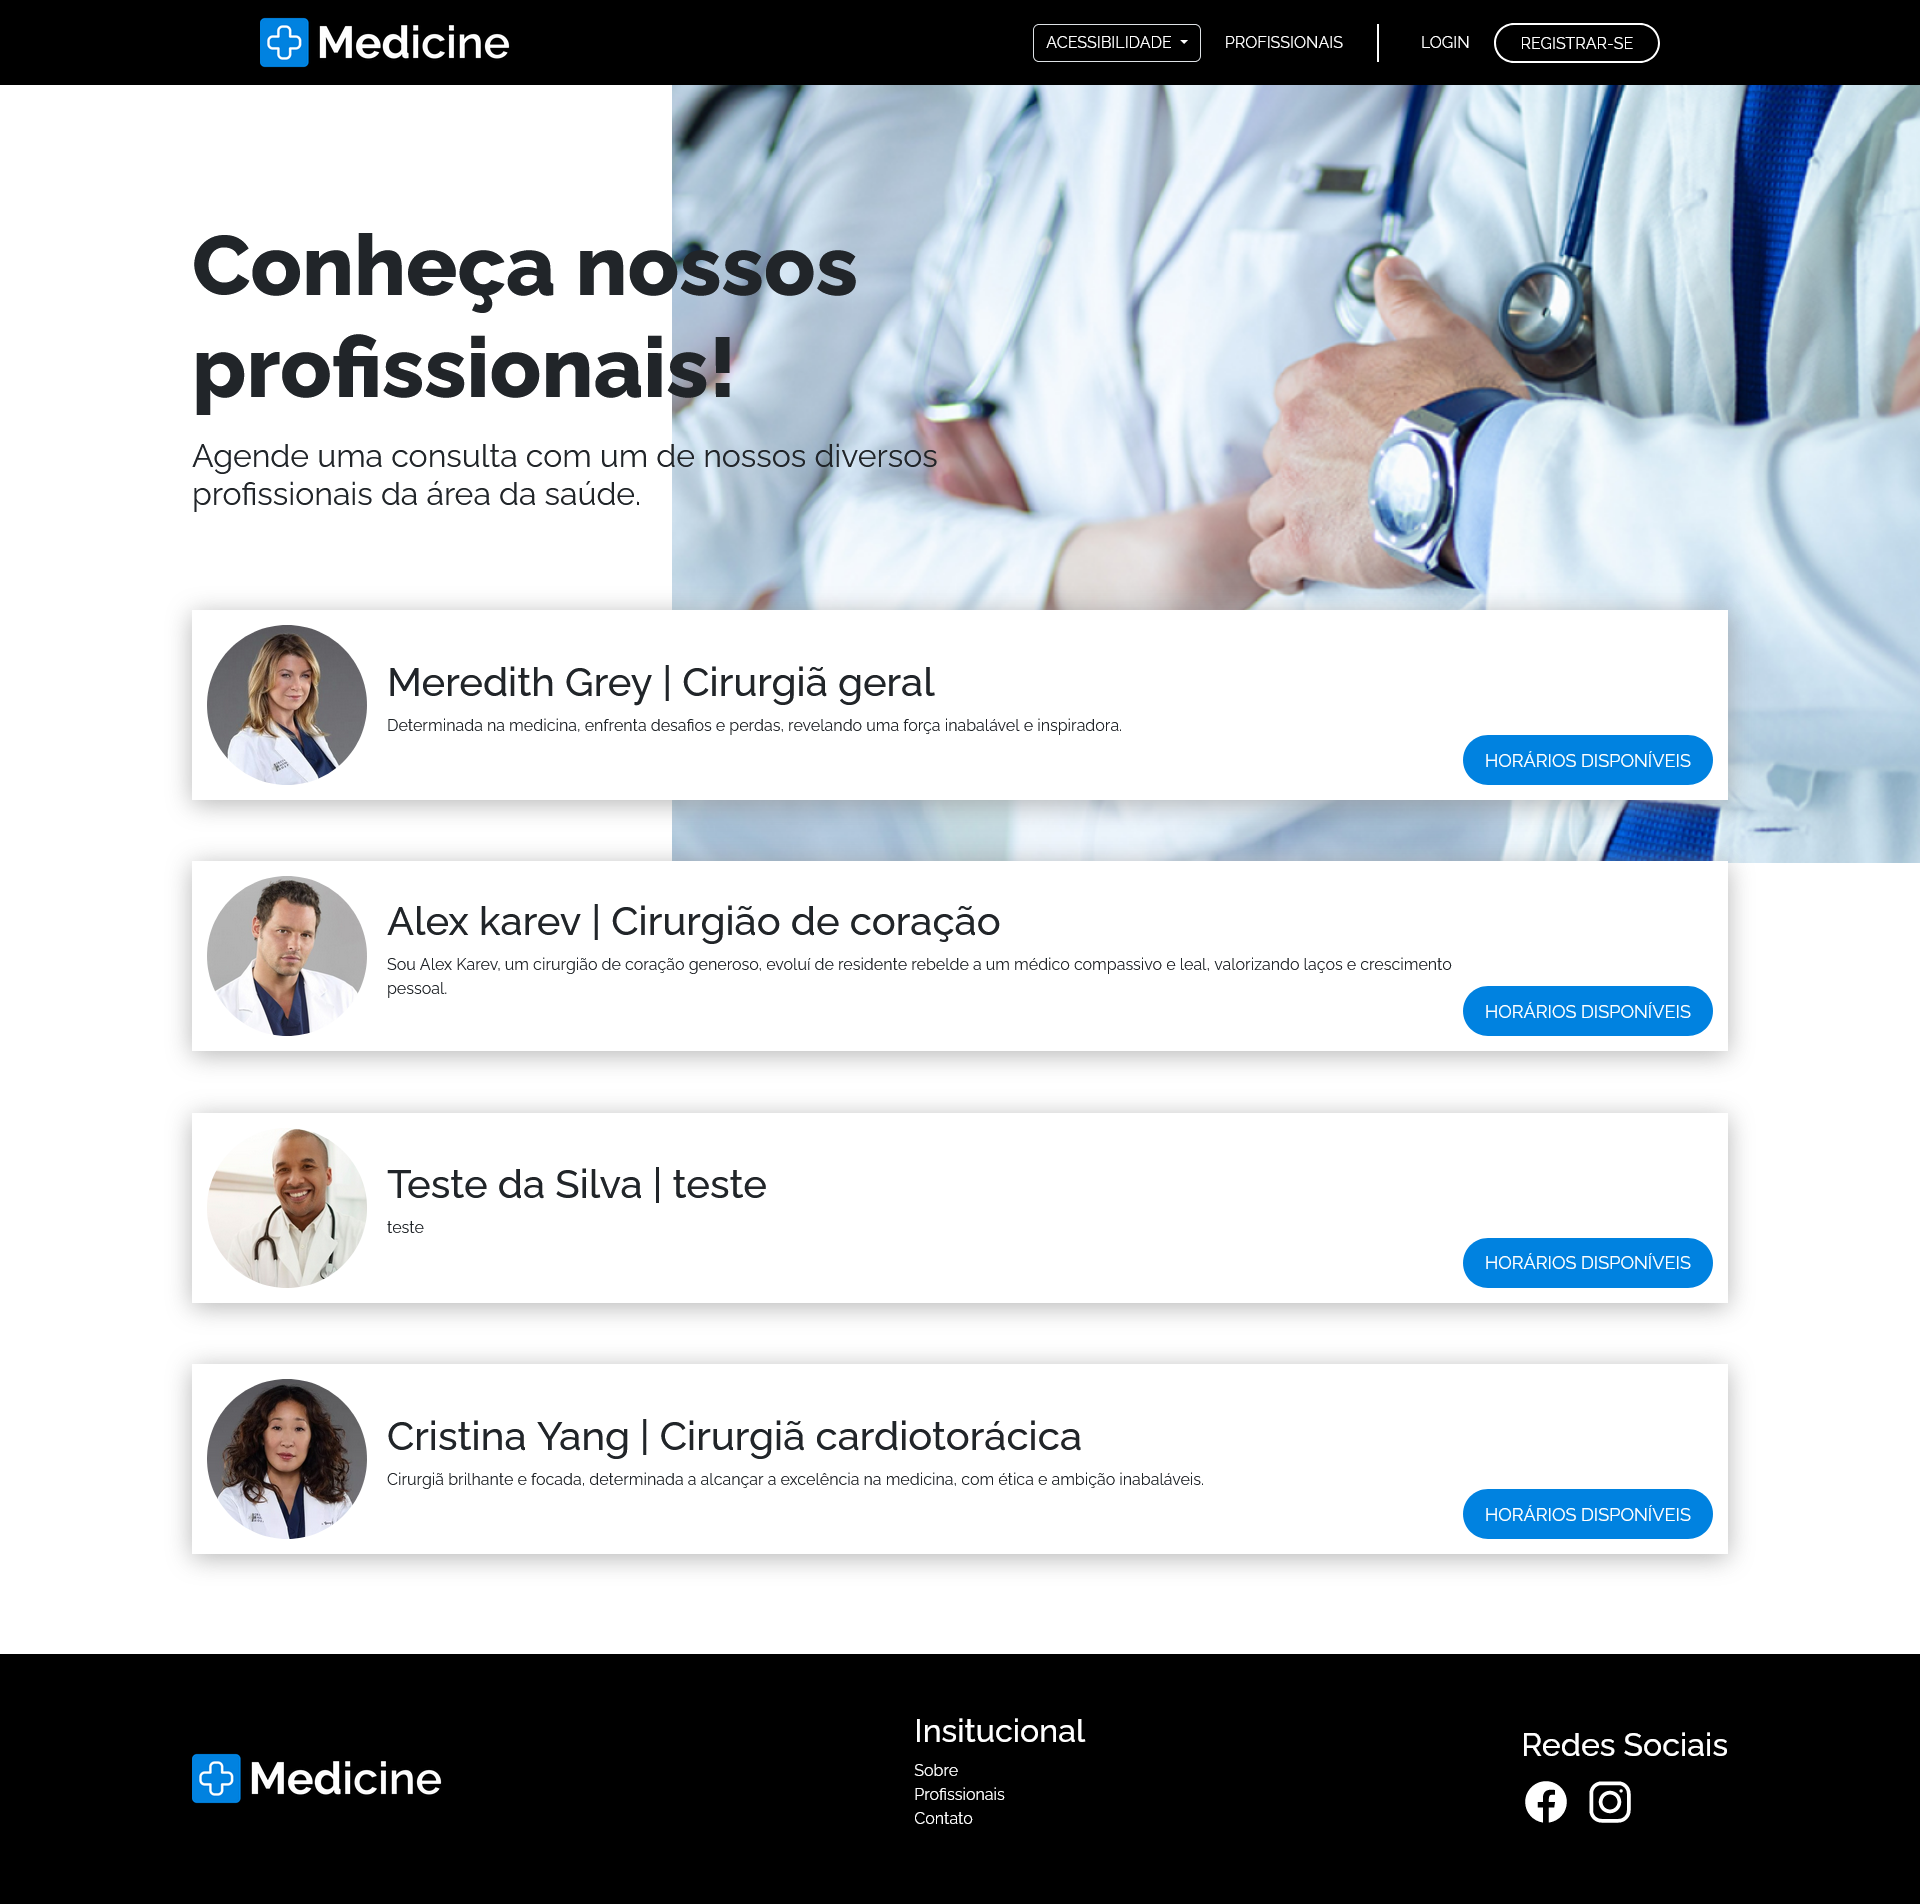 Medicine
ACESSIBILIDADE
PROFISSIONAIS
LOGIN
REGISTRAR-SE
Conheça nossos
profissionais!
Agende uma consulta com um de nossos diversos
profissionais da área da saúde.
Meredith Grey | Cirurgiã geral
Determinada na medicina, enfrenta desafios e perdas, revelando uma força inabalável e inspiradora.
HORÁRIOS DISPONÍVEIS
Alex karev | Cirurgião de coração
Sou Alex Karev, um cirurgião de coração generoso, evoluí de residente rebelde a um médico compassivo e leal, valorizando laços e crescimento
pessoal.
HORÁRIOS DISPONÍVEIS
Teste da Silva | teste
teste
HORÁRIOS DISPONÍVEIS
Cristina Yang | Cirurgiã cardiotorácica
Cirurgiã brilhante e focada, determinada a alcançar a excelência na medicina, com ética e ambição inabaláveis.
HORÁRIOS DISPONÍVEIS
Medicine
Insitucional
Sobre
Profissionais
Contato
Redes Sociais